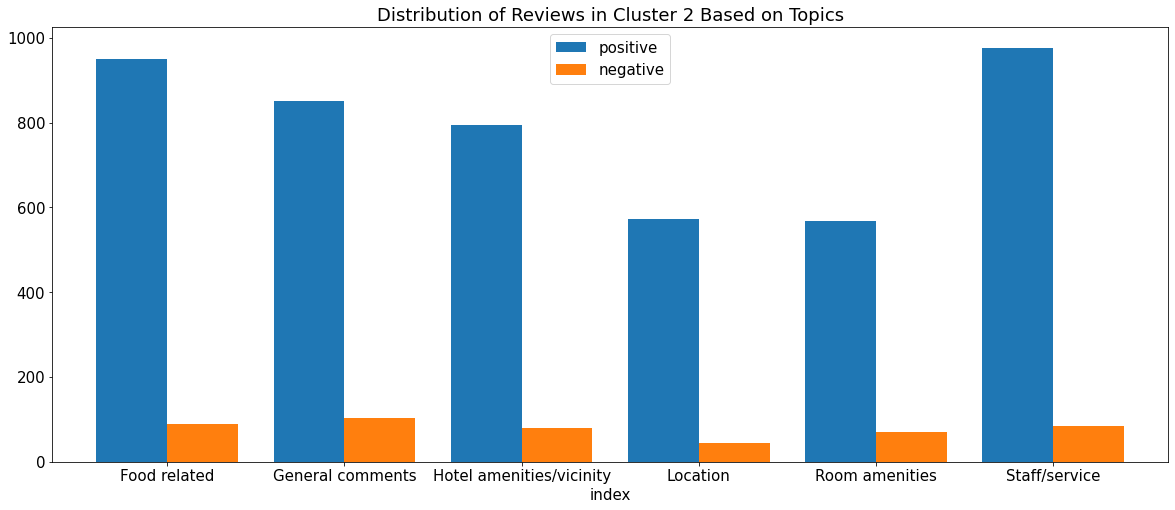 Distribution of Reviews in Cluster 2 Based on Topics
positive
negative
1000
800
600
400
200
0
Food related
General comments
Hotel amenities/vicinity
Location
Room amenities
Staff/service
index